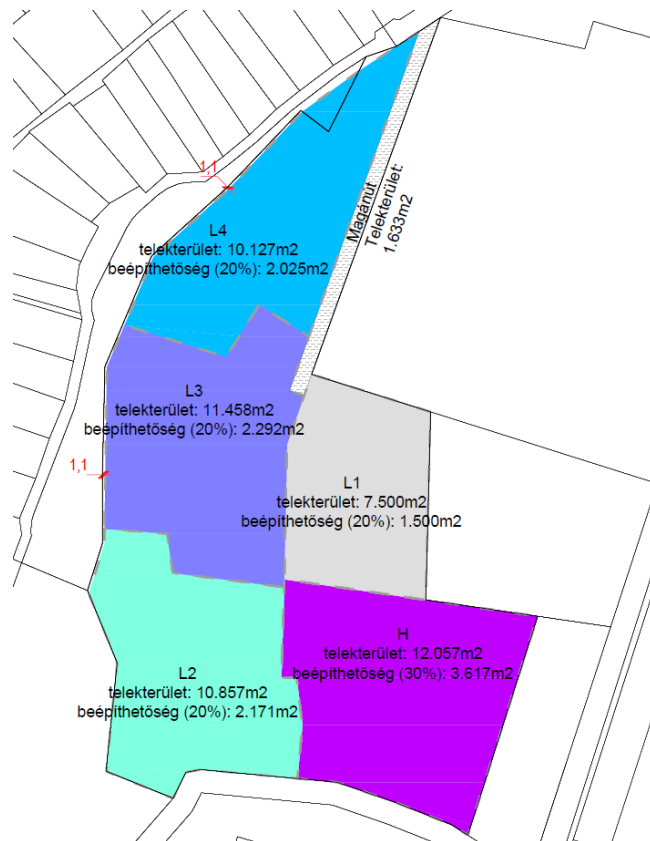 1,1
Magánút
Telekterület:
1.633m2
L4
telekterület: 10.127m2
beépíthetőség (20%): 2.025m2
L3
telekterület: 11.458m2
beépíthetőség (20%): 2.292m2
1,1
L1
telekterület: 7.500m2
beépíthetőség (20%): 1.500m2
H
telekterület: 12.057m2
beépíthetőség (30%): 3.617m2
L2
telekterület: 10.857m2
beépíthetőség (20%): 2.171m2